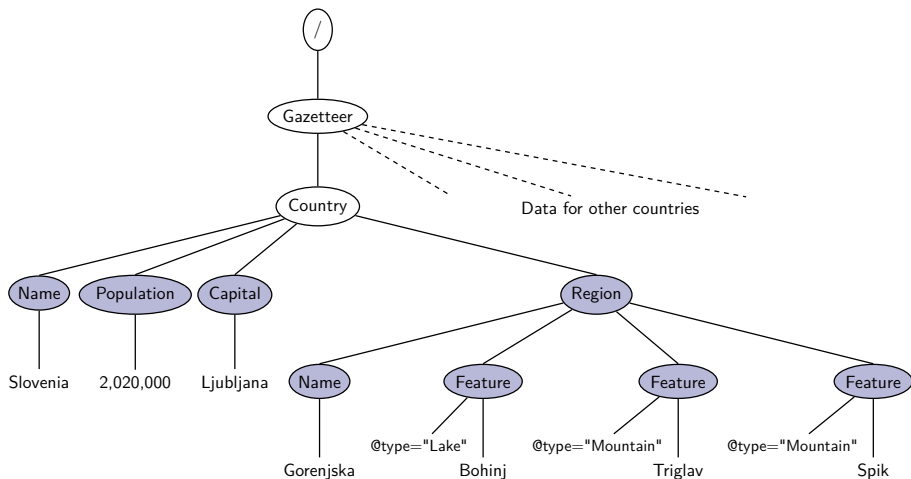 /
Gazetteer
Country
Data for other countries
Name
Population
Capital
Region
Slovenia
2,020,000
Ljubljana
Name
Feature
Feature
Feature
@type="Lake"
@type="Mountain"
@type="Mountain"
Gorenjska
Bohinj
Triglav
Spik